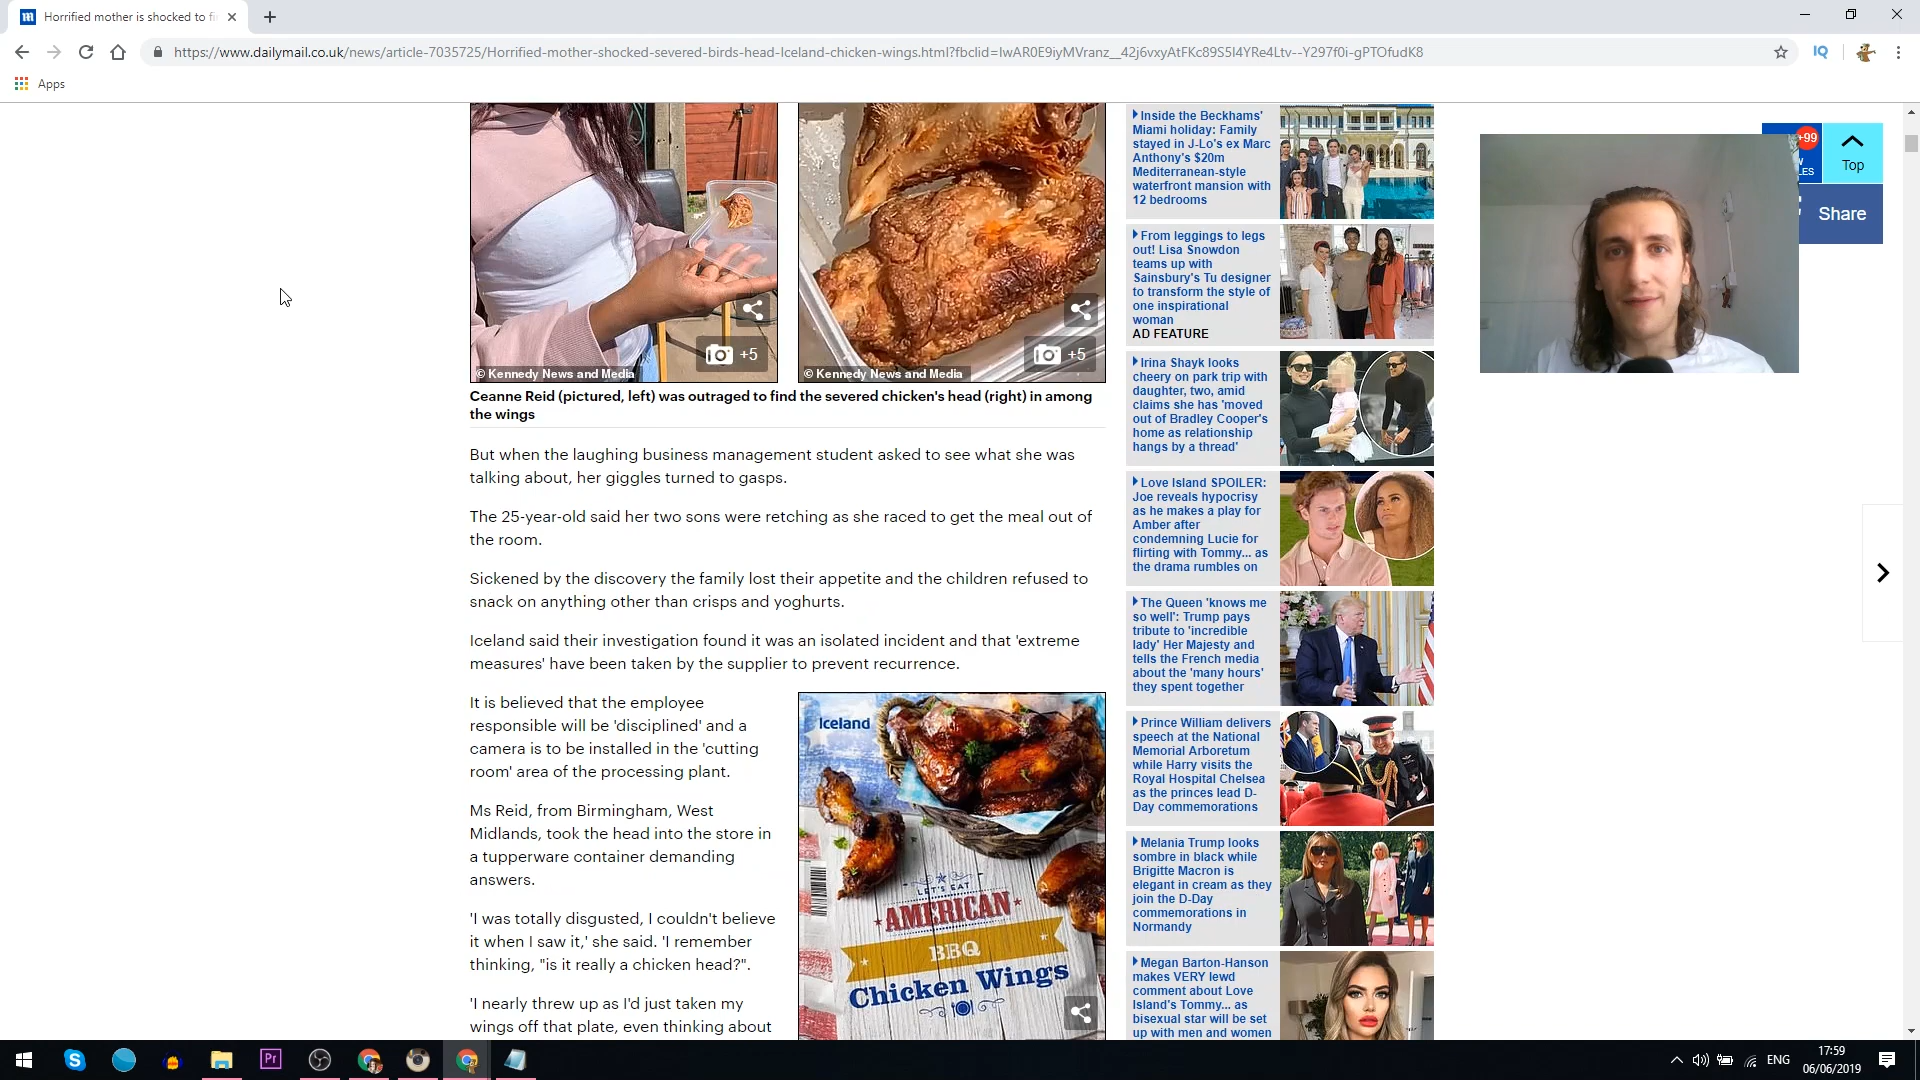 Horrified mother is shocked to fi
https://www.dailymail.co.uk/news/article-7035725/Horrified-mother-shocked-severed-birds-head-Iceland-chicken-wings.html?fbclid=IwAR0E9iyMVranz__42j6vxyAtFKc89S5I4YRe4Ltv--Y297f0i-gPTOfudK8
IQ
Apps
+5
© Kennedy News and Media
+5
© Kennedy News and Media
Ceanne Reid (pictured, left) was outraged to find the severed chicken's head (right) in among
the wings
But when the laughing business management student asked to see what she was
talking about, her giggles turned to gasps.
The 25-year-old said her two sons were retching as she raced to get the meal out of
the room.
Sickened by the discovery the family lost their appetite and the children refused to
snack on anything other than crisps and yoghurts.
Iceland said their investigation found it was an isolated incident and that 'extreme
measures' have been taken by the supplier to prevent recurrence.
It is believed that the employee
responsible will be 'disciplined' and a
camera is to be installed in the 'cutting
room' area of the processing plant.
Ms Reid, from Birmingham, West
Midlands, took the head into the store in
a tupperware container demanding
answers.
'I was totally disgusted, I couldn't believe
it when I saw it,' she said. 'I remember
thinking, "is it really a chicken head?".
'I nearly threw up as I'd just taken my
wings off that plate, even thinking about
Iceland
LET'S EAT
AMERICAN
BBQ
Chicken Wings
Inside the Beckhams'
Miami holiday: Family
stayed in J-Lo's ex Marc
Anthony's $20m
Mediterranean-style
waterfront mansion with
12 bedrooms
From leggings to legs
out! Lisa Snowdon
teams up with
Sainsbury's Tu designer
to transform the style of
one inspirational
woman
AD FEATURE
Irina Shayk looks
cheery on park trip with
daughter, two, amid
claims she has 'moved
out of Bradley Cooper's
home as relationship
hangs by a thread'
Love Island SPOILER:
Joe reveals hypocrisy
as he makes a play for
Amber after
condemning Lucie for
flirting with Tommy... as
the drama rumbles on
The Queen 'knows me
so well': Trump pays
tribute to 'incredible
lady' Her Majesty and
tells the French media
about the 'many hours'
they spent together
Prince William delivers
speech at the National
Memorial Arboretum
while Harry visits the
Royal Hospital Chelsea
as the princes lead D-
Day commemorations
Melania Trump looks
sombre in black while
Brigitte Macron is
elegant in cream as they
join the D-Day
commemorations in
Normandy
Megan Barton-Hanson
makes VERY lewd
comment about Love
Island's Tommy... as
bisexual star will be set
up with men and women
+99
Top
Share
Pr
ENG
17:59
06/06/2019